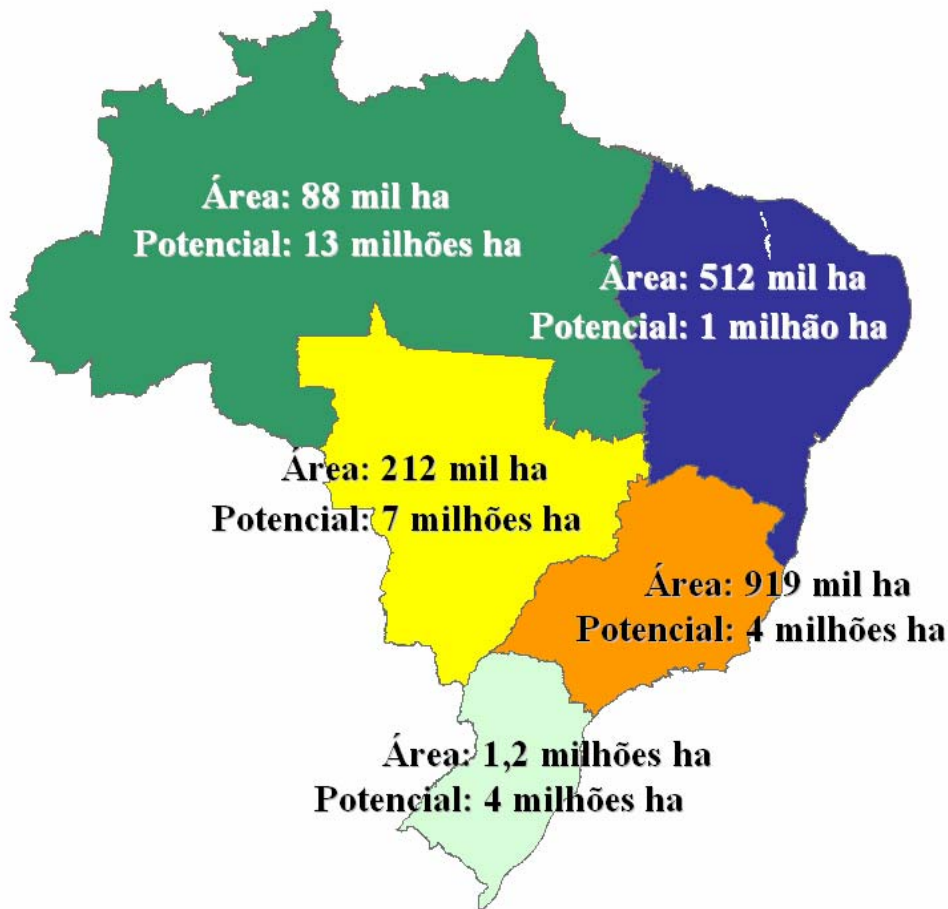 Área: 88 mil ha
Potencial: 13 milhões ha
Área: 512 mil ha
Potencial: 1 milhão ha
Área: 212 mil ha
Potencial: 7 milhões ha
Área: 919 mil ha
Potencial: 4 milhões ha
Área: 1,2 milhões ha
Potencial: 4 milhões ha